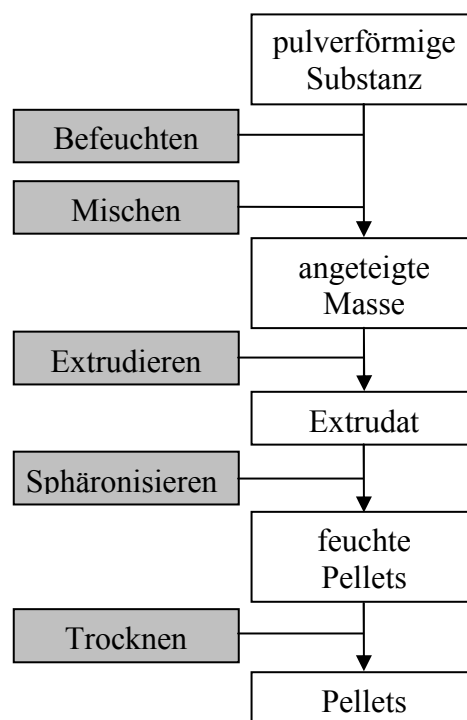 pulverförmige
Substanz
Befeuchten
Mischen
angeteigte
Masse
Extrudieren
Extrudat
Sphäronisieren
feuchte
Pellets
Trocknen
Pellets